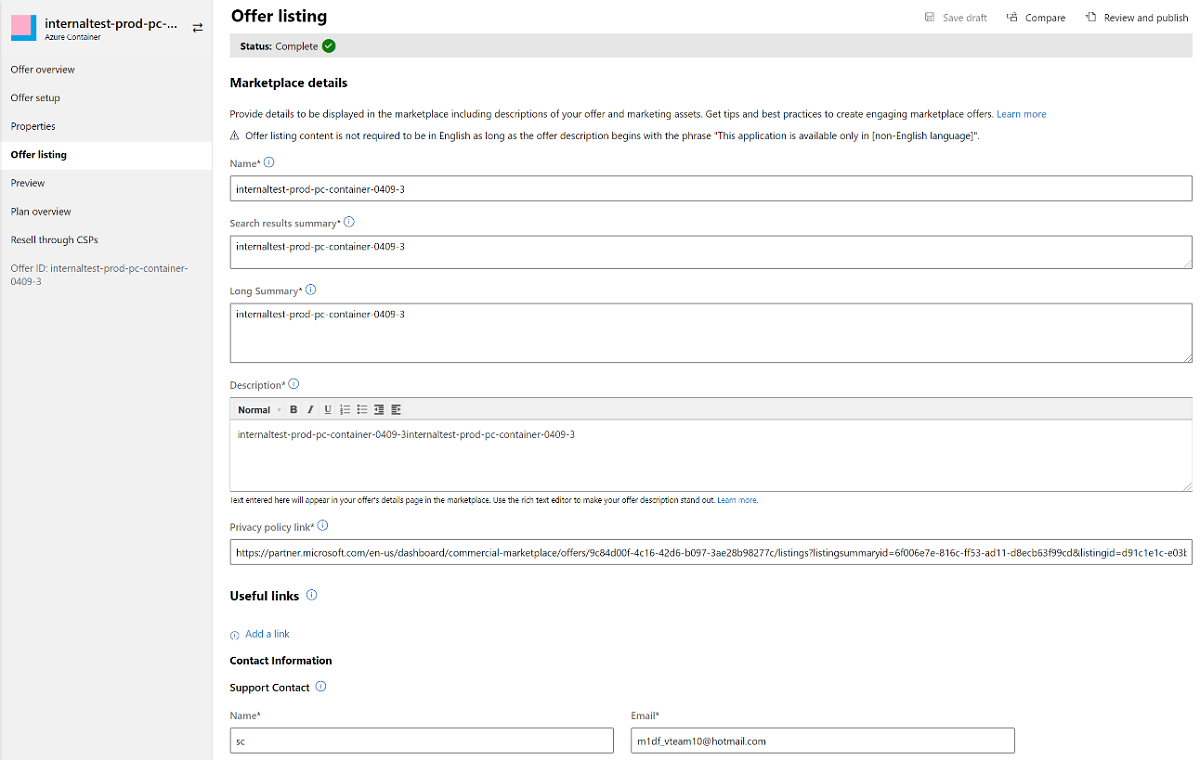 internaltest-prod-pc-...
Azure Container
Offer overview
Offer setup
Properties
Offer listing
Preview
Plan overview
Resell through CSPs
Offer ID: internaltest-prod-pc-container-
0409-3
Offer listing
Save draft
Compare
Review and publish
Status: Complete
Marketplace details
Provide details to be displayed in the marketplace including descriptions of your offer and marketing assets. Get tips and best practices to create engaging marketplace offers. Learn more
Offer listing content is not required to be in English as long as the offer description begins with the phrase "This application is available only in [non-English language]".
Name*
internaltest-prod-pc-container-0409-3
Search results summary*
internaltest-prod-pc-container-0409-3
Long Summary*
internaltest-prod-pc-container-0409-3
Description*
Normal B I U
internaltest-prod-pc-container-0409-3internaltest-prod-pc-container-0409-3
Text entered here will appear in your offer's details page in the marketplace. Use the rich text editor to make your offer description stand out. Learn more.
Privacy policy link*
https://partner.microsoft.com/en-us/dashboard/commercial-marketplace/offers/9c84d00f-4c16-42d6-b097-3ae28b98277c/listings?listingsummaryid=6f006e7e-816c-ff53-ad11-d8ecb63f99cd&listingid=d91c1e1c-e03b
Useful links
Add a link
Contact Information
Support Contact
Name*
Email*
sc
m1df_vteam10@hotmail.com